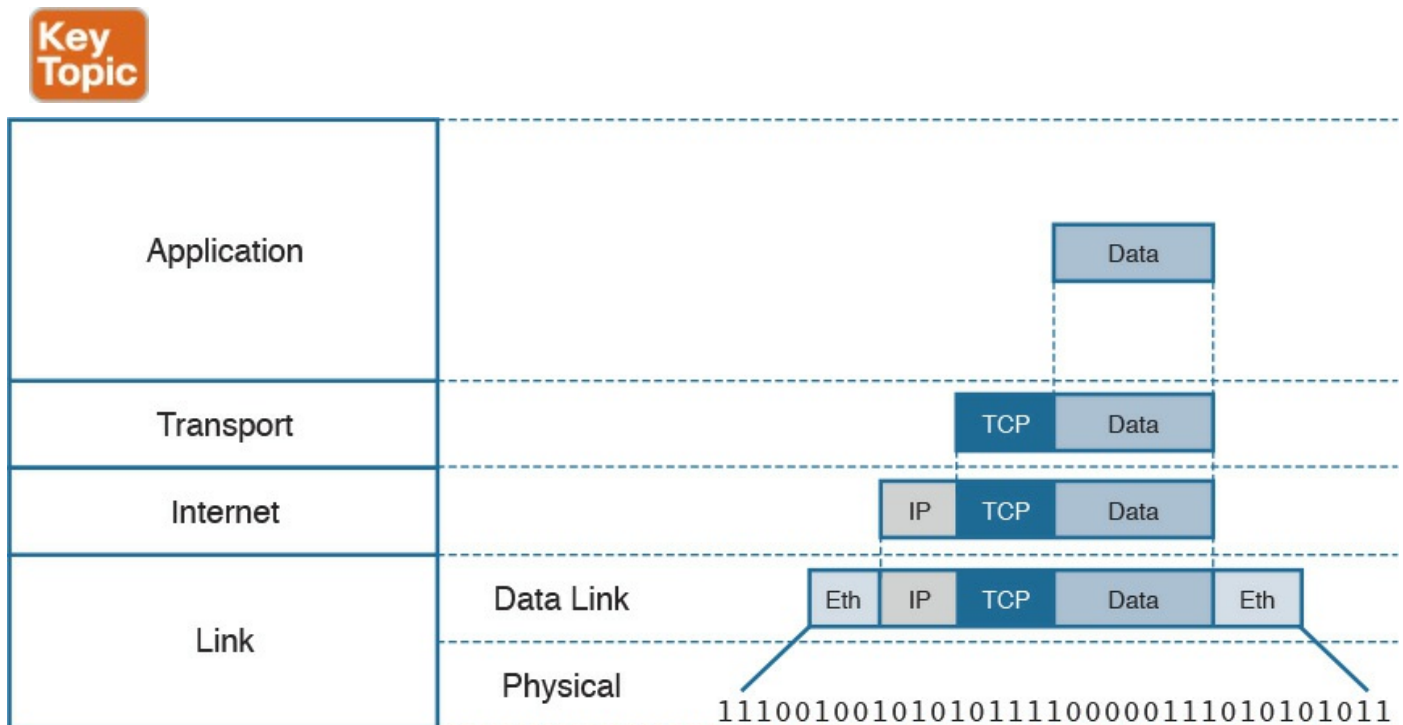 Key
Topic
Application
Data
Transport
TCP Data
Internet
IP TCP Data
Data Link
Eth IP TCP Data Eth
Link
Physical
11100100101010111100000111010101011